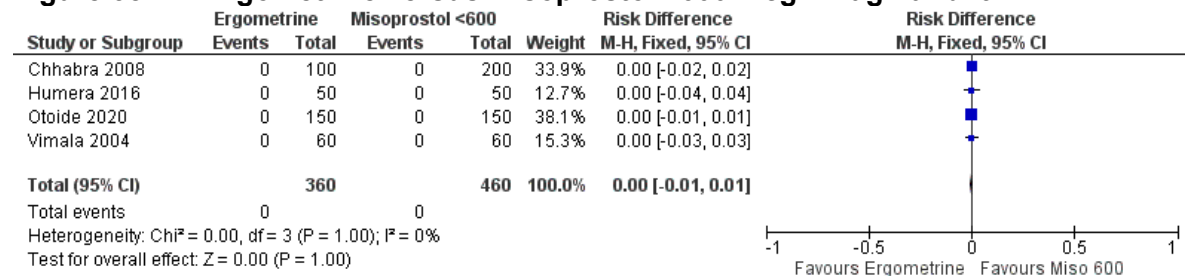 Ergometrine Misoprostol <600 Risk Difference Risk Difference
Study or Subgroup Events Total Events Total Weight M-H, Fixed, 95% CI M-H, Fixed, 95% CI
Chhabra 2008 0 100 0 200 33.9% 0.00 [-0.02, 0.02]
Humera 2016 0 50 0 50 12.7% 0.00 [-0.04, 0.04]
Otoide 2020 0 150 0 150 38.1% 0.00 [-0.01, 0.01]
Vimala 2004 0 60 0 60 15.3% 0.00 [-0.03, 0.03]
Total (95% CI) 360 460 100.0% 0.00 [-0.01, 0.01]
Total events 0 0
Heterogeneity: Chi² = 0.00, df = 3 (P = 1.00); I² = 0%
Test for overall effect: Z = 0.00 (P = 1.00)
-1 -0.5 0 0.5 1
Favours Ergometrine Favours Miso 600